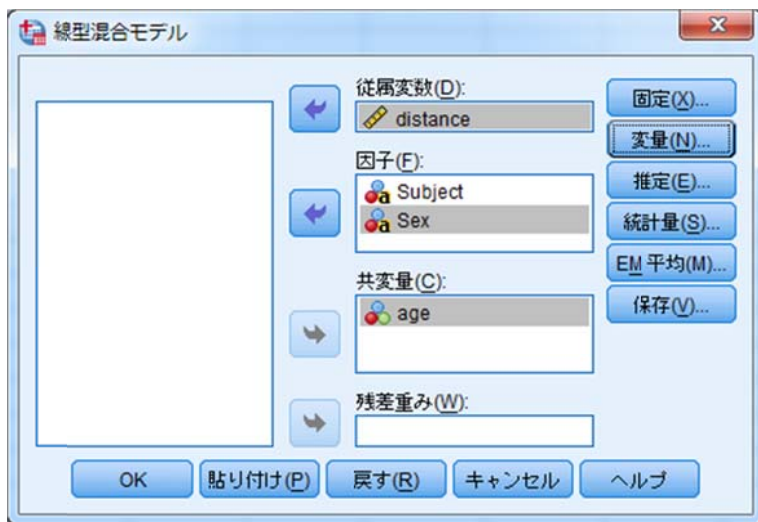 線型混合モデル
従属変数(D):
distance
因子(F):
Subject
Sex
共変量(C):
age
残差重み(W):
固定(X)...
変量(N)...
推定(E)...
統計量(S)...
EM 平均(M)...
保存(V)...
OK
貼り付け(P)
戻す(R)
キャンセル
ヘルプ